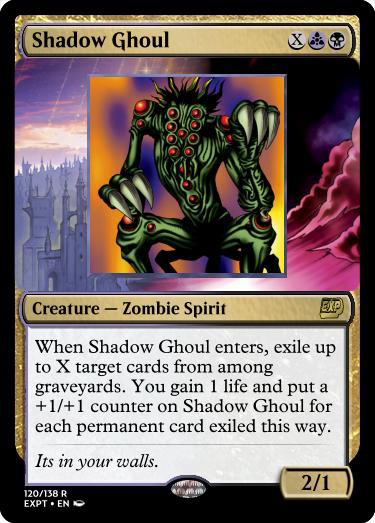 Shadow Ghoul X
Creature — Zombie Spirit EXP
When Shadow Ghoul enters, exile up
to X target cards from among
graveyards. You gain 1 life and put a
+1/+1 counter on Shadow Ghoul for
each permanent card exiled this way.
Its in your walls.
2/1
120/138 R
EXPT • EN